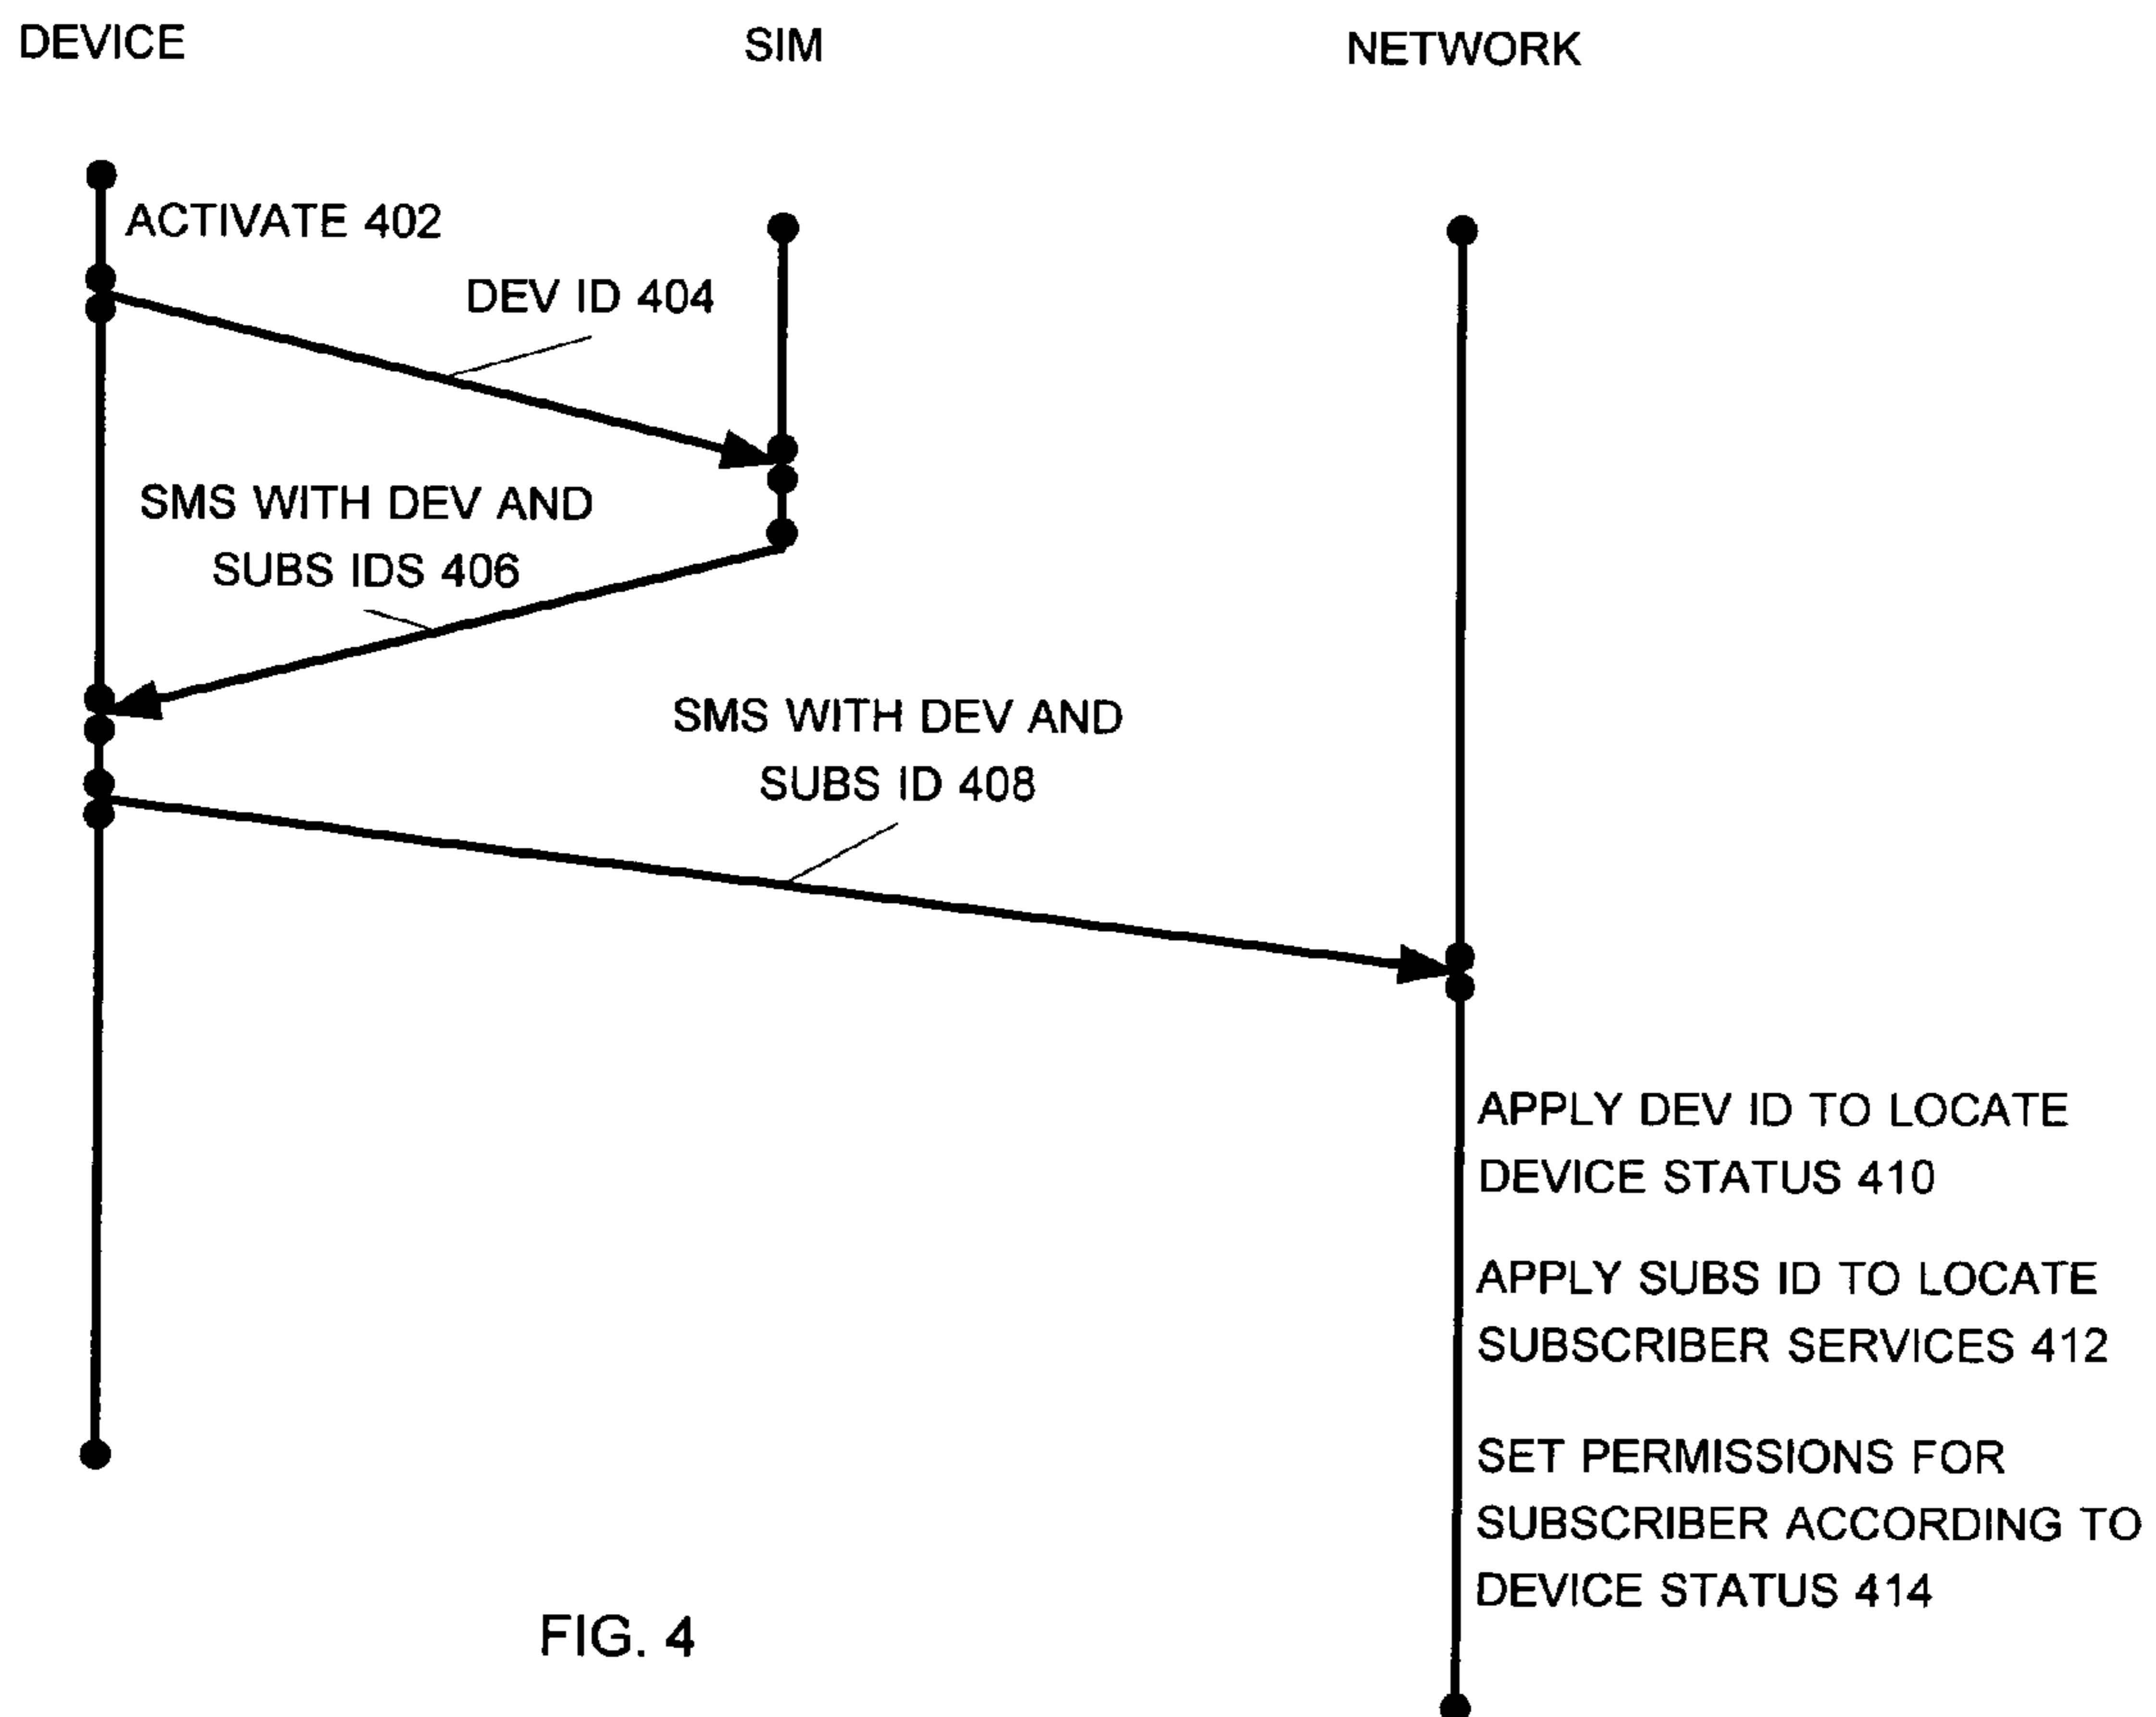 DEVICE
SIM
NETWORK
ACTIVATE 402
DEV ID 404
SMS WITH DEV AND
SUBS IDS 406
SMS WITH DEV AND
SUBS ID 408
APPLY DEV ID TO LOCATE
DEVICE STATUS 410
APPLY SUBS ID TO LOCATE
SUBSCRIBER SERVICES 412
SET PERMISSIONS FOR
SUBSCRIBER ACCORDING TO
DEVICE STATUS 414
FIG. 4